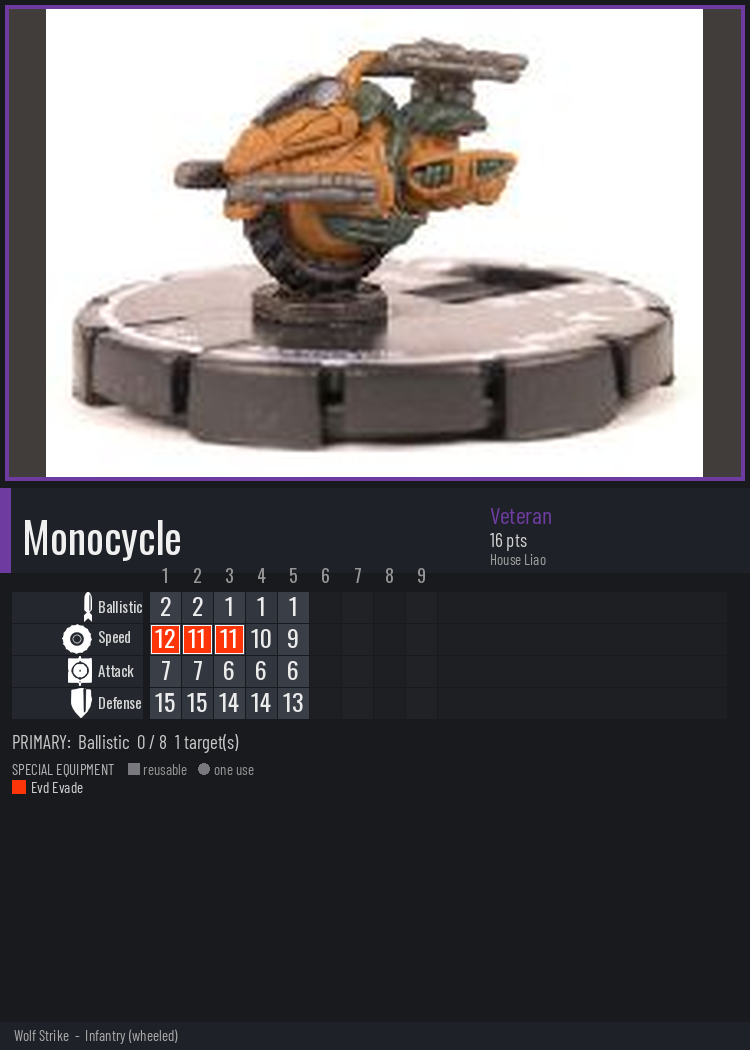 Monocycle
Veteran
16 pts
House Liao
1 2 3 4 5 6 7 8 9
Ballistic 2 2 1 1 1
Speed 12 11 11 10 9
Attack 7 7 6 6 6
Defense 15 15 14 14 13
PRIMARY: Ballistic 0 / 8 1 target(s)
SPECIAL EQUIPMENT reusable one use
Evd Evade
Wolf Strike - Infantry (wheeled)